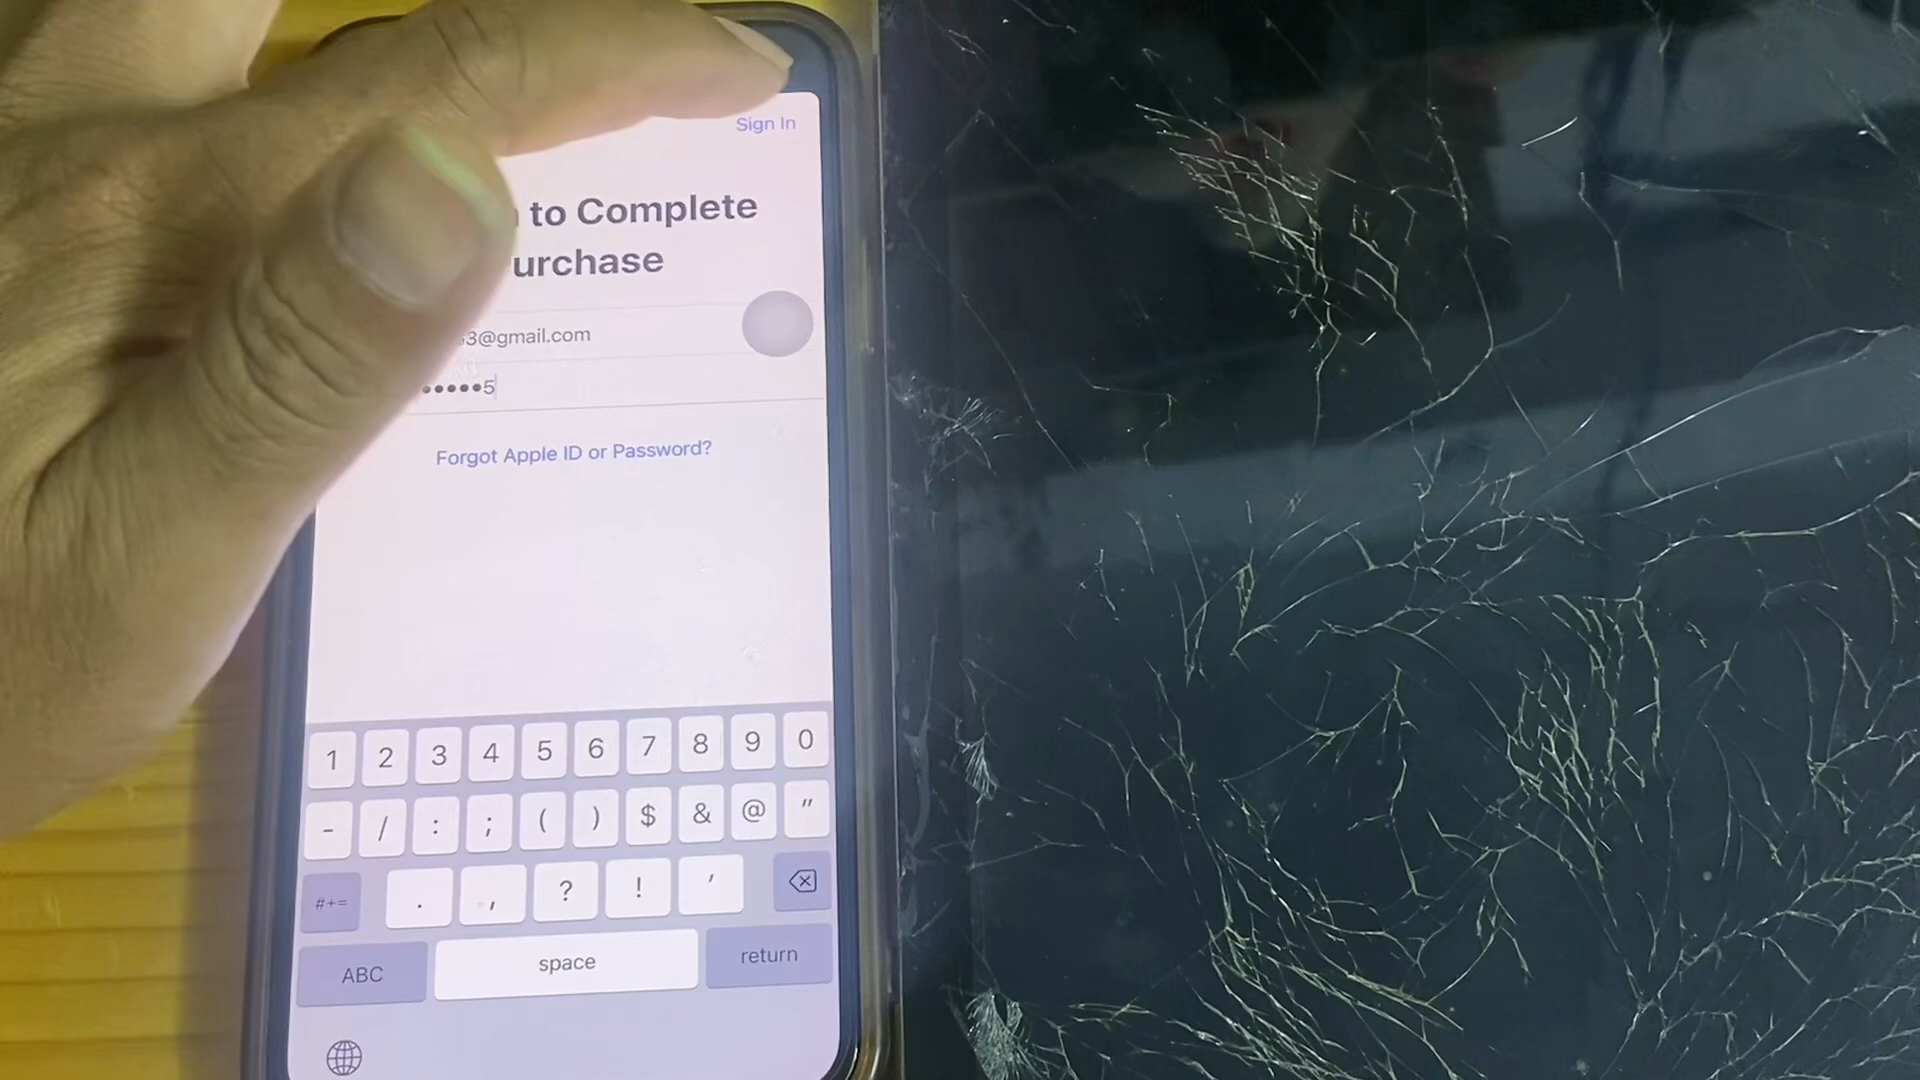 Sign In
to Complete
urchase
3@gmail.com
•••••5
Forgot Apple ID or Password?
1 2 3 4 5 6 7 8 9 0
- / : ; ( ) $ & @ "
#+= . , ? ! '
ABC space return